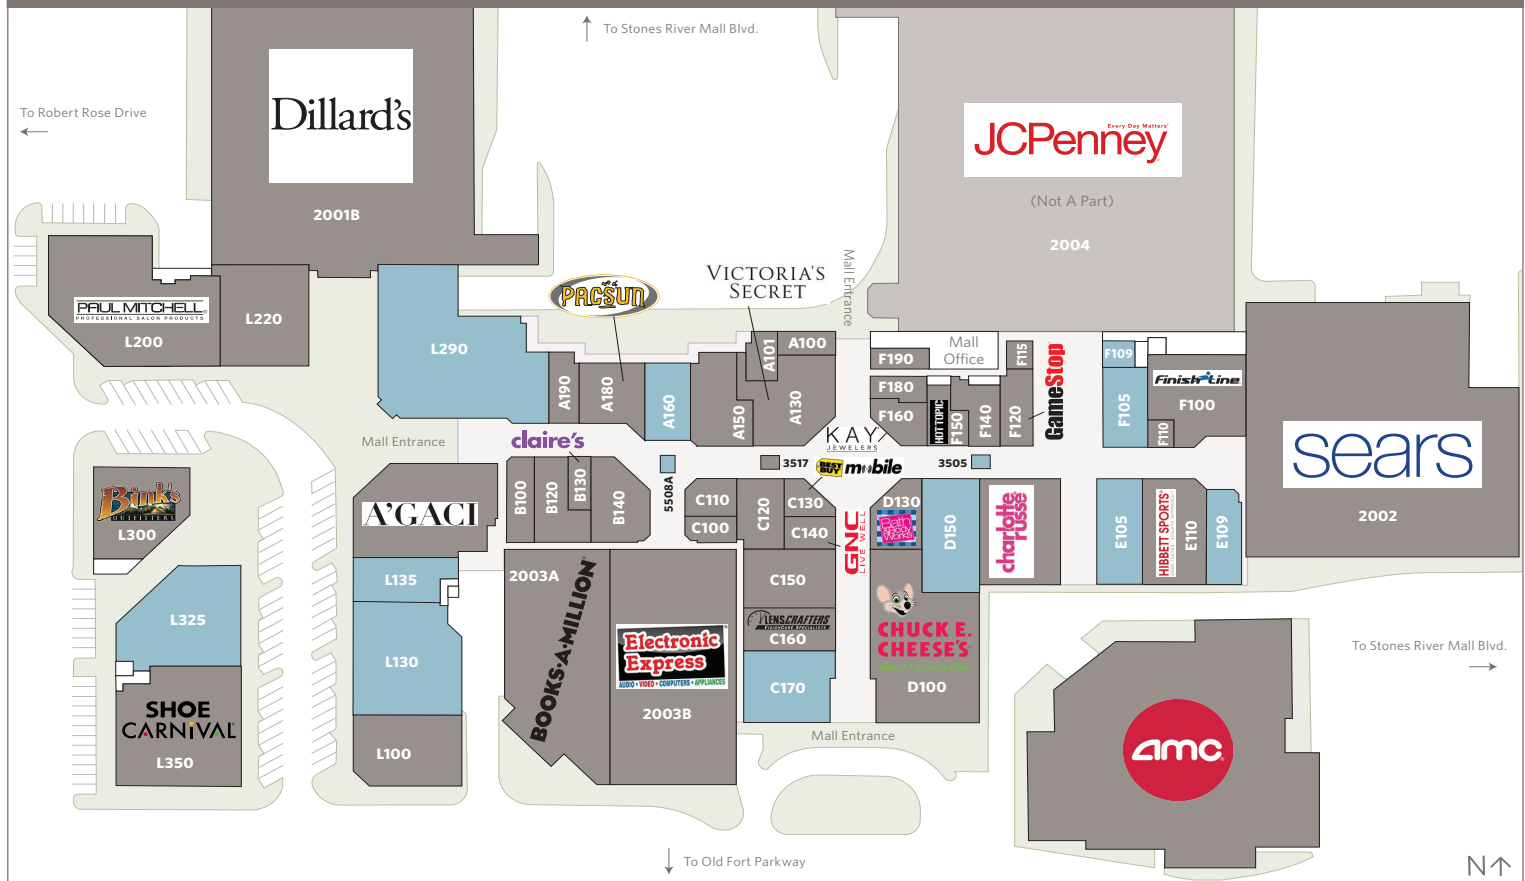 To Stones River Mall Blvd.
To Robert Rose Drive
Dillard's
2001B
Every Day Matters
JCPenney
(Not A Part)
2004
Mall Entrance
VICTORIA'S
SECRET
PACSUN
PAUL MITCHELL
PROFESSIONAL SALON PRODUCTS
L200
L220
L290
A190
A180
A160
A150
A101
A100
A130
F190
Mall
Office
F180
F160
HOT TOPIC
F150
F140
F115
F120
GameStop
F109
F105
Finish Line
F100
F110
sears
2002
Mall Entrance
claire's
KAY
JEWELERS
3517
BEST
BUY
mobile
3505
5508A
Bink's
OUTFITTERS
L300
A'GACI
B100
B120
B130
B140
C110
C100
C120
C130
C140
GNC
LIVE WELL
D130
Bath
Body
Works
D150
charlotte
russe
E105
HIBBETT SPORTS
E110
E109
L135
L325
L130
2003A
BOOKS·A·MILLION
Electronic
Express
AUDIO • VIDEO • COMPUTERS • APPLIANCES
2003B
C150
LENSCRAFTERS
C160
C170
CHUCK E.
CHEESE'S
D100
SHOE
CARNIVAL
L350
L100
Mall Entrance
To Stones River Mall Blvd.
amc
To Old Fort Parkway
N